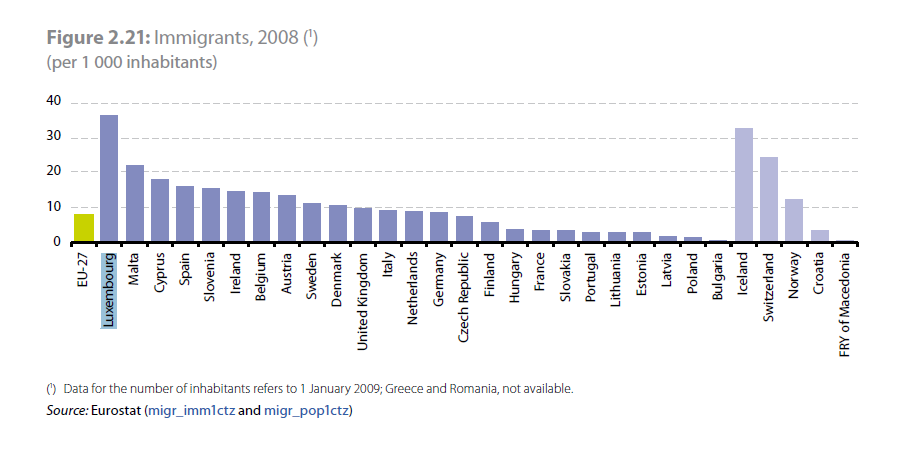 Figure 2.21: Immigrants, 2008 (¹)
(per 1 000 inhabitants)
40
30
20
10
0
EU-27
Luxembourg
Malta
Cyprus
Spain
Slovenia
Ireland
Belgium
Austria
Sweden
Denmark
United Kingdom
Italy
Netherlands
Germany
Czech Republic
Finland
Hungary
France
Slovakia
Portugal
Lithuania
Estonia
Latvia
Poland
Bulgaria
Iceland
Switzerland
Norway
Croatia
FRY of Macedonia
(¹) Data for the number of inhabitants refers to 1 January 2009; Greece and Romania, not available.
Source: Eurostat (migr_imm1ctz and migr_pop1ctz)